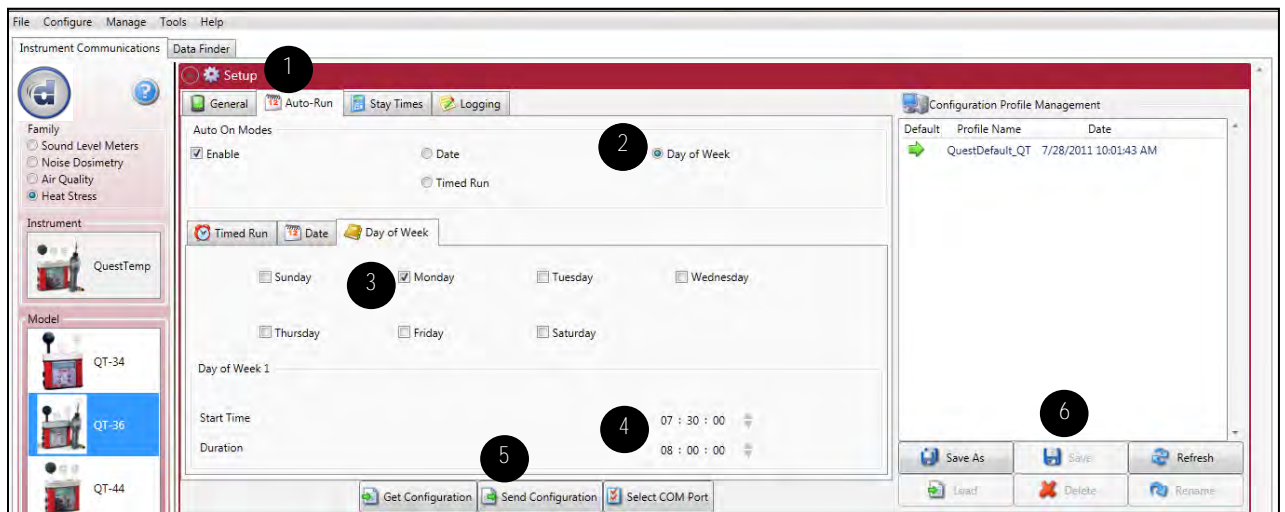 File Configure Manage Tools Help
Instrument Communications Data Finder
1
Setup
d
?
General 12 Auto-Run Stay Times Logging
Configuration Profile Management
Family
Sound Level Meters
Noise Dosimetry
Air Quality
Heat Stress
Auto On Modes
Enable Date 2 Day of Week
Timed Run
Default Profile Name Date
QuestDefault_QT 7/28/2011 10:01:43 AM
Instrument
QuestTemp
Timed Run 12 Date Day of Week
Sunday 3 Monday Tuesday Wednesday
Thursday Friday Saturday
Model
QT-34
QT-36
QT-44
Day of Week 1
Start Time 07 : 30 : 00
4
Duration 08 : 00 : 00
5
Get Configuration Send Configuration Select COM Port
6
Save As Save Refresh
Load Delete Rename